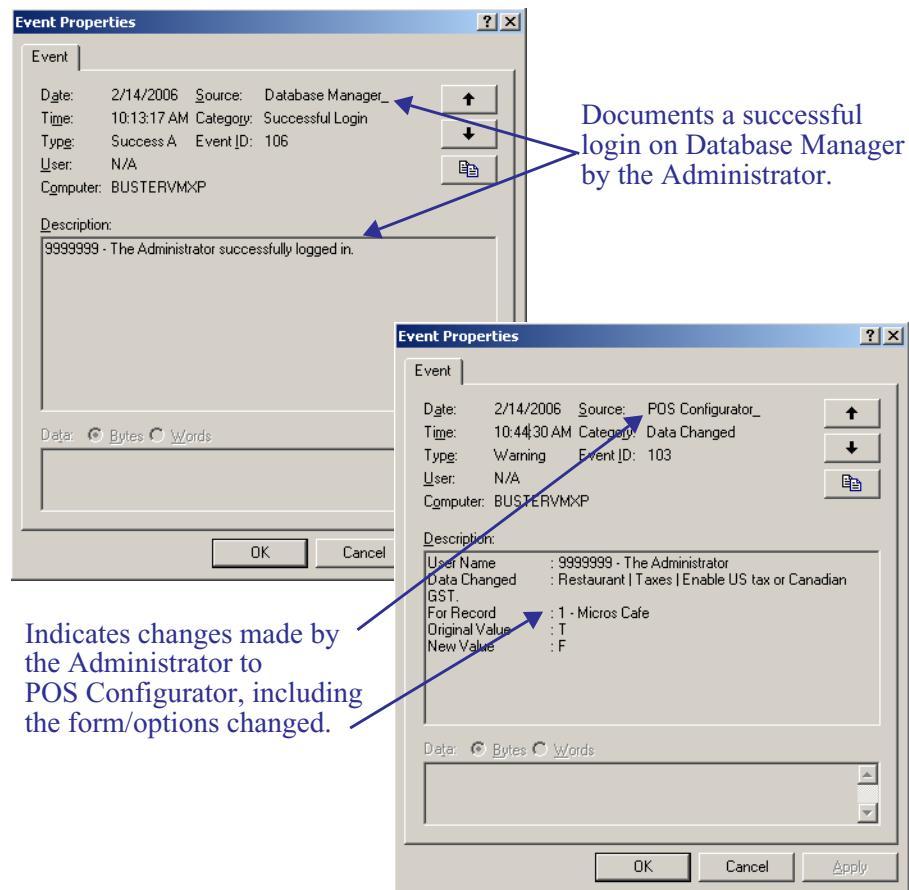 Event Properties
Event
Date: 2/14/2006 Source: Database Manager_
Time: 10:13:17 AM Category: Successful Login
Type: Success A Event ID: 106
User: N/A
Computer: BUSTERVMXP
Description:
9999999 - The Administrator successfully logged in.
Data: Bytes Words
OK Cancel
Documents a successful
login on Database Manager
by the Administrator.
Event Properties
Event
Date: 2/14/2006 Source: POS Configurator_
Time: 10:44:30 AM Category: Data Changed
Type: Warning Event ID: 103
User: N/A
Computer: BUSTERVMXP
Description:
User Name : 9999999 - The Administrator
Data Changed : Restaurant | Taxes | Enable US tax or Canadian
GST.
For Record : 1 - Micros Cafe
Original Value : T
New Value : F
Data: Bytes Words
OK Cancel Apply
Indicates changes made by
the Administrator to
POS Configurator, including
the form/options changed.